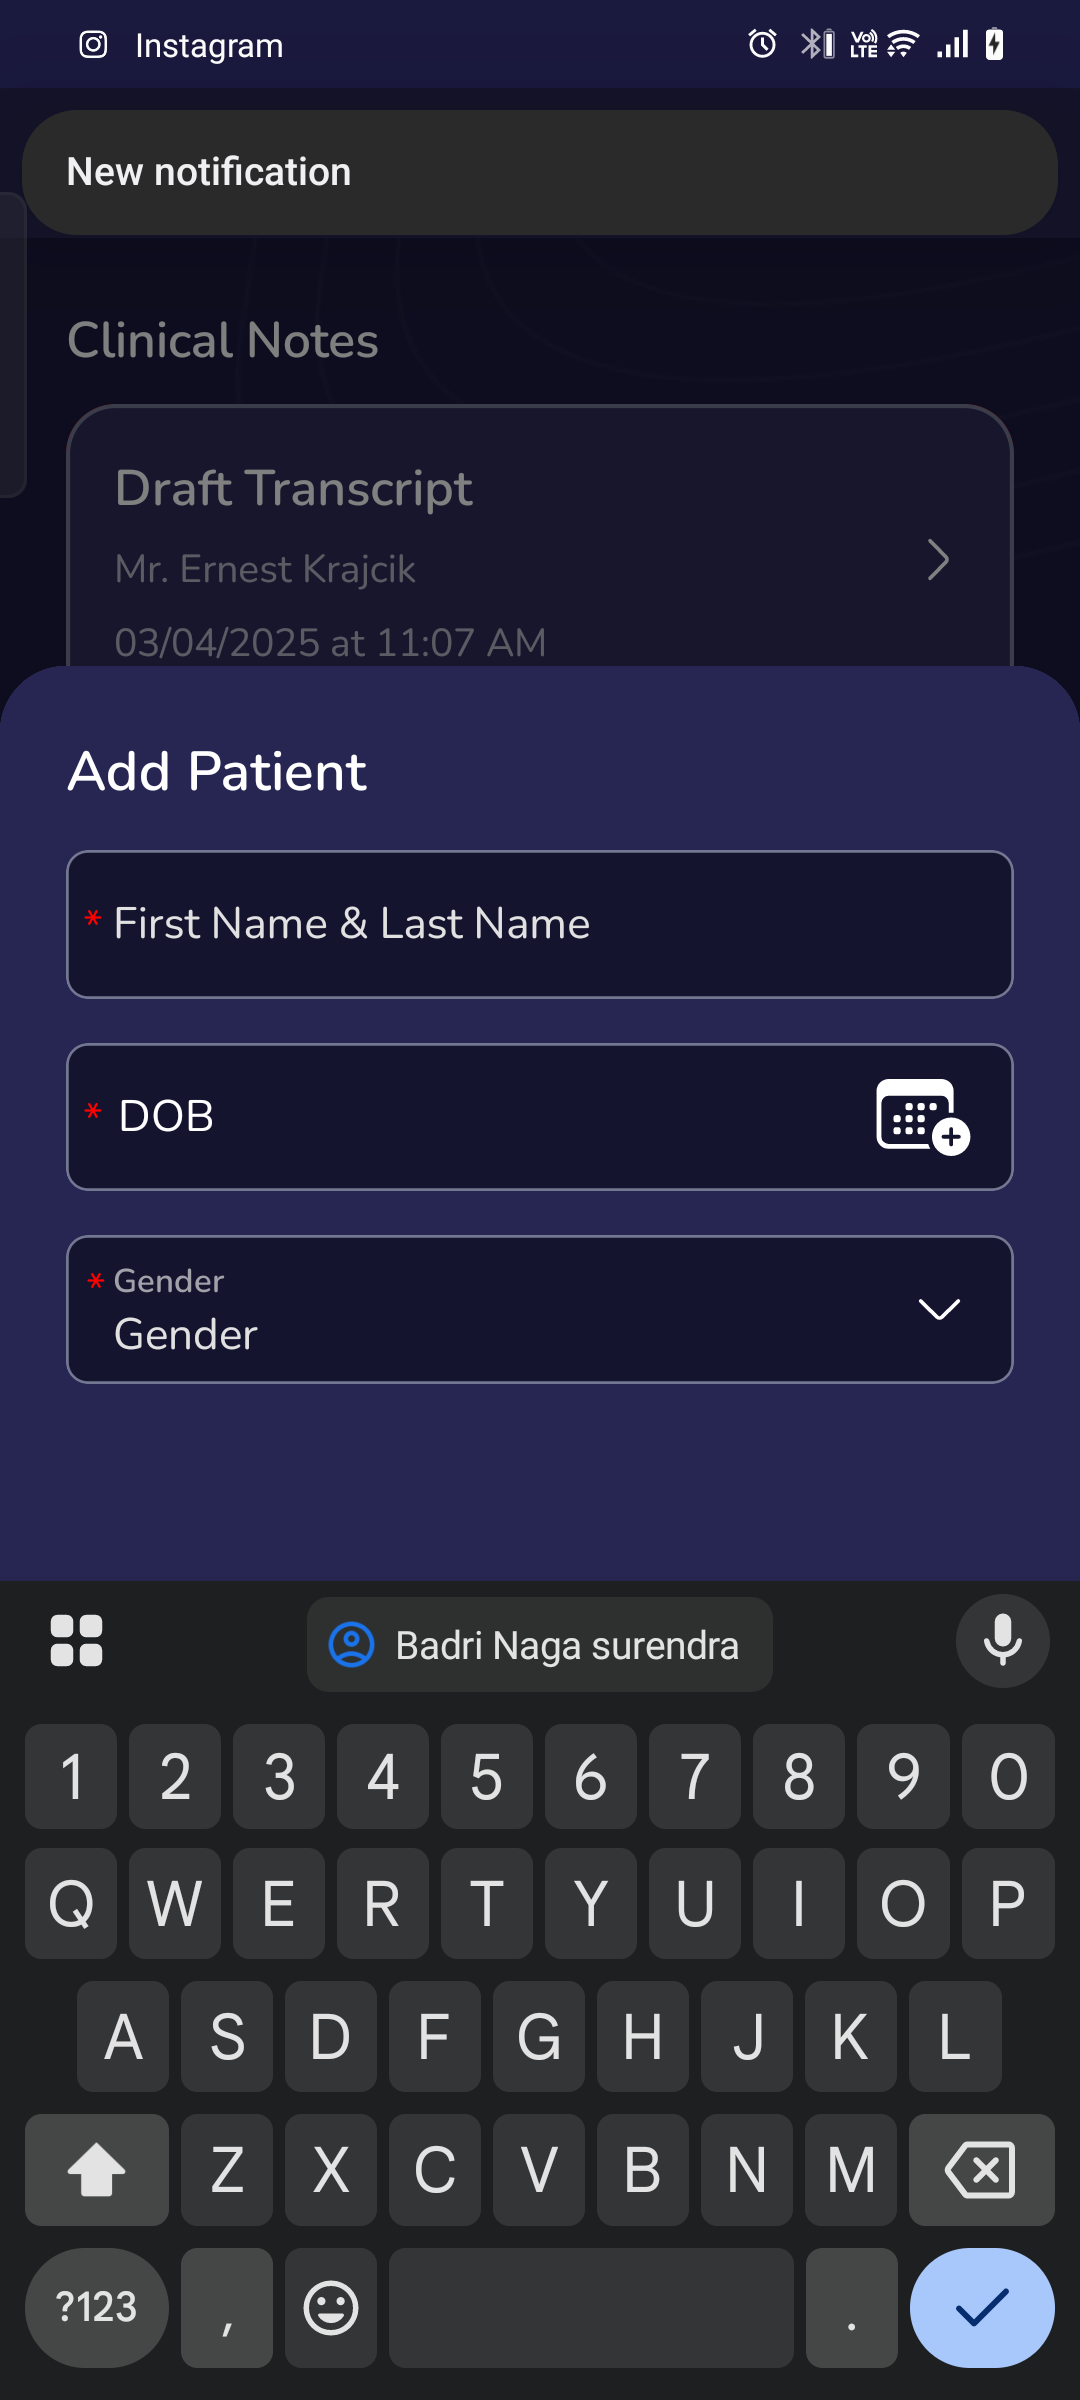 Instagram
VoLTE
New notification
Clinical Notes
Draft Transcript
Mr. Ernest Krajcik
03/04/2025 at 11:07 AM
Add Patient
* First Name & Last Name
* DOB
* Gender
Gender
Badri Naga surendra
1 2 3 4 5 6 7 8 9 0
Q W E R T Y U I O P
A S D F G H J K L
Z X C V B N M
?123 , .